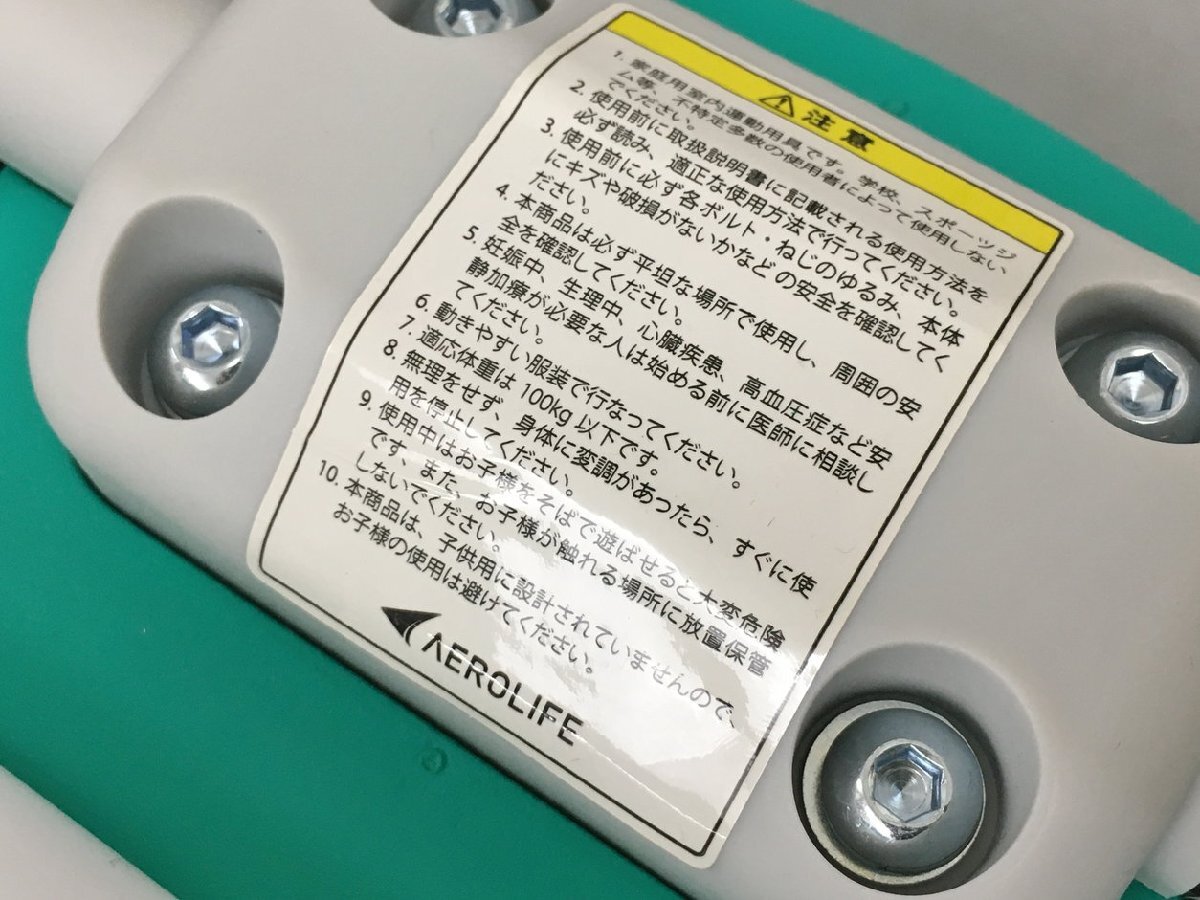 ⚠注意
1. 家庭用室内運動用具です。学校、スポーツジ
ム等、不特定多数の使用者によって使用しない
でください。
2. 使用前に取扱説明書に記載される使用方法を
必ず読み、適正な使用方法で行ってください。
3. 使用前に必ず各ボルト・ねじのゆるみ、本体
にキズや破損がないかなどの安全を確認してく
ださい。
4. 本商品は必ず平坦な場所で使用し、周囲の安
全を確認してください。
5. 妊娠中、生理中、心臓疾患、高血圧症など安
静加療が必要な人は始める前に医師に相談し
てください。
6. 動きやすい服装で行なってください。
7. 適応体重は 100kg 以下です。
8. 無理をせず、身体に変調があったら、すぐに使
用を停止してください。
9. 使用中はお子様をそばで遊ばせると大変危険
です、また、お子様が触れる場所に放置保管
しないでください。
10. 本商品は、子供用に設計されていませんので、
お子様の使用は避けてください。
AEROLIFE